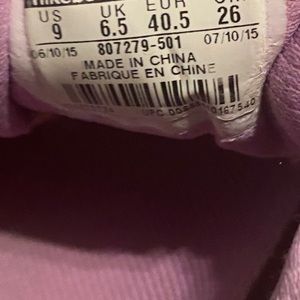 US UK EUR
9 6.5 40.5 26
06/10/15 807279-501 07/10/15
MADE IN CHINA
FABRIQUE EN CHINE
UPC